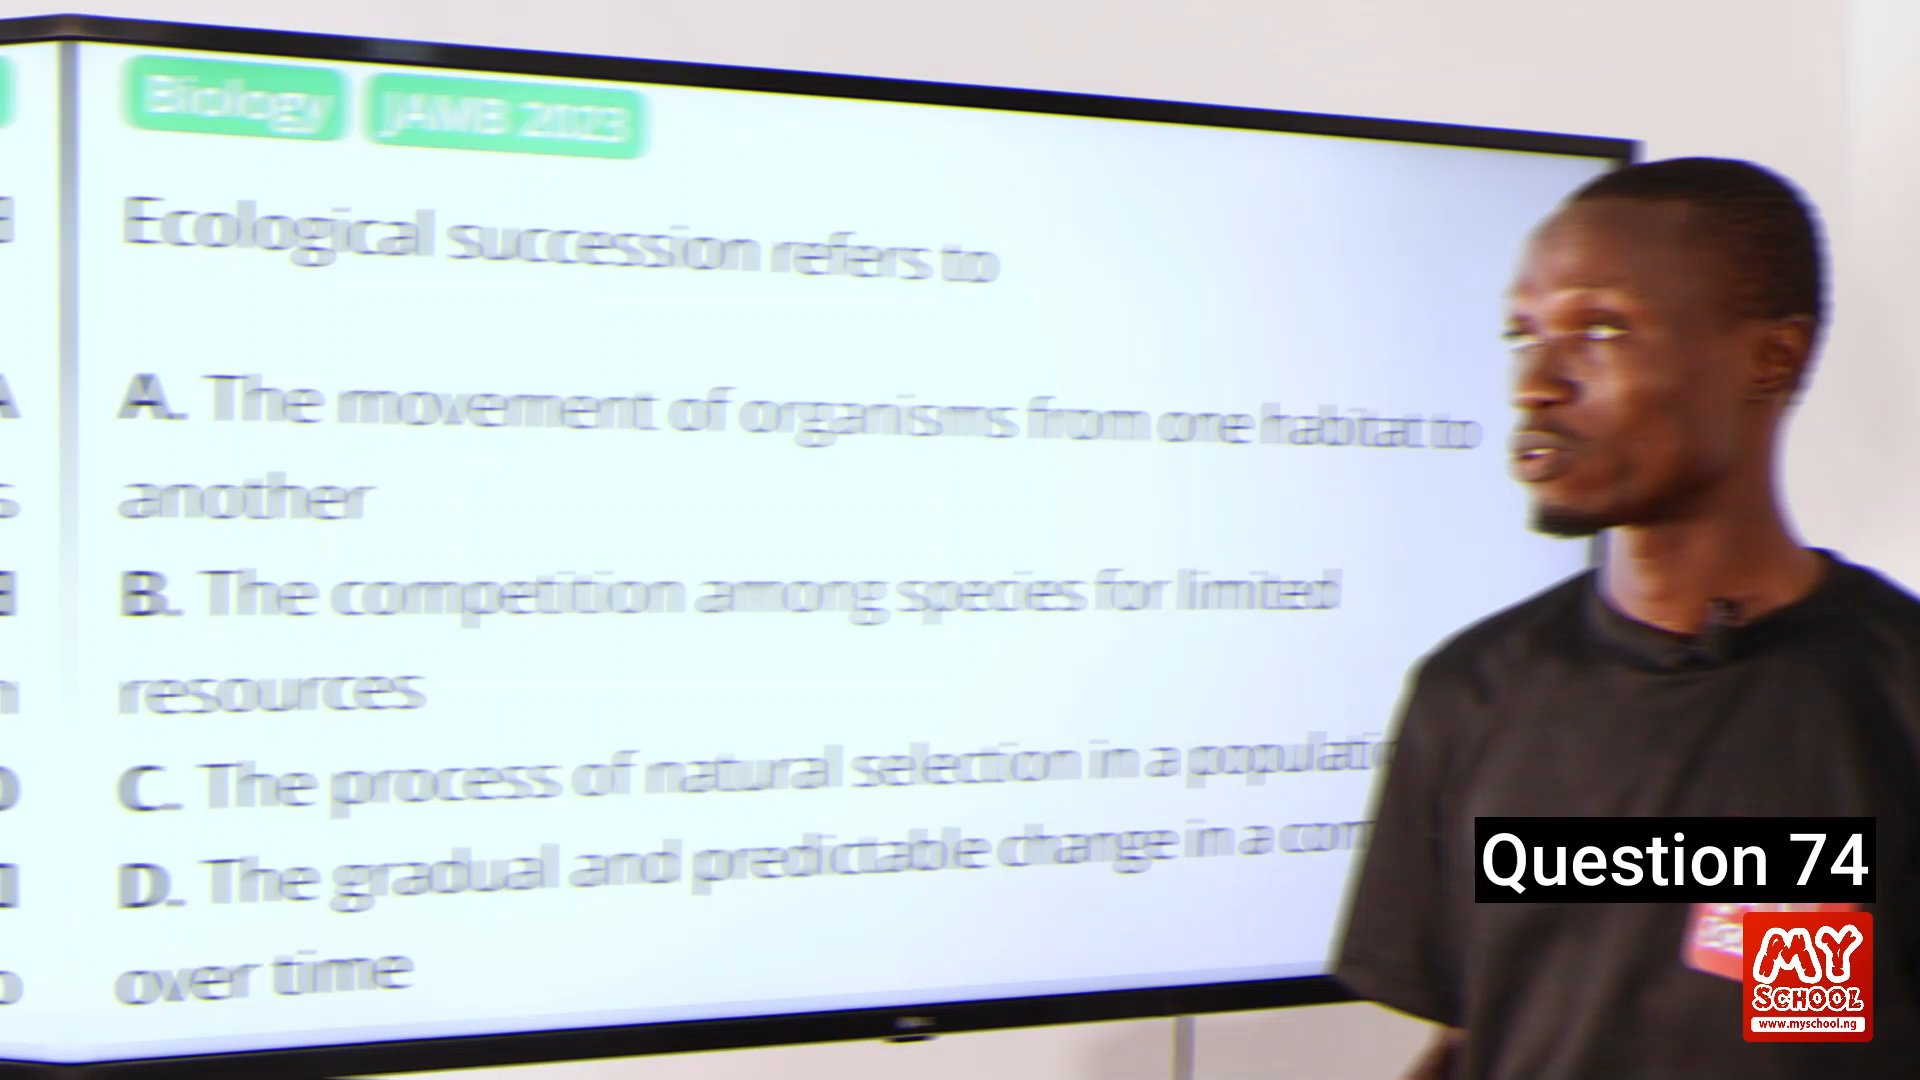 Biology JAMB 2023
Ecological succession refers to
A. The movement of organisms from one habitat to
another
B. The competition among species for limited
resources
C. The process of natural selection in a
D. The gradual and predictable change in a
over time
Question 74
MY
SCHOOL
www.myschool.ng